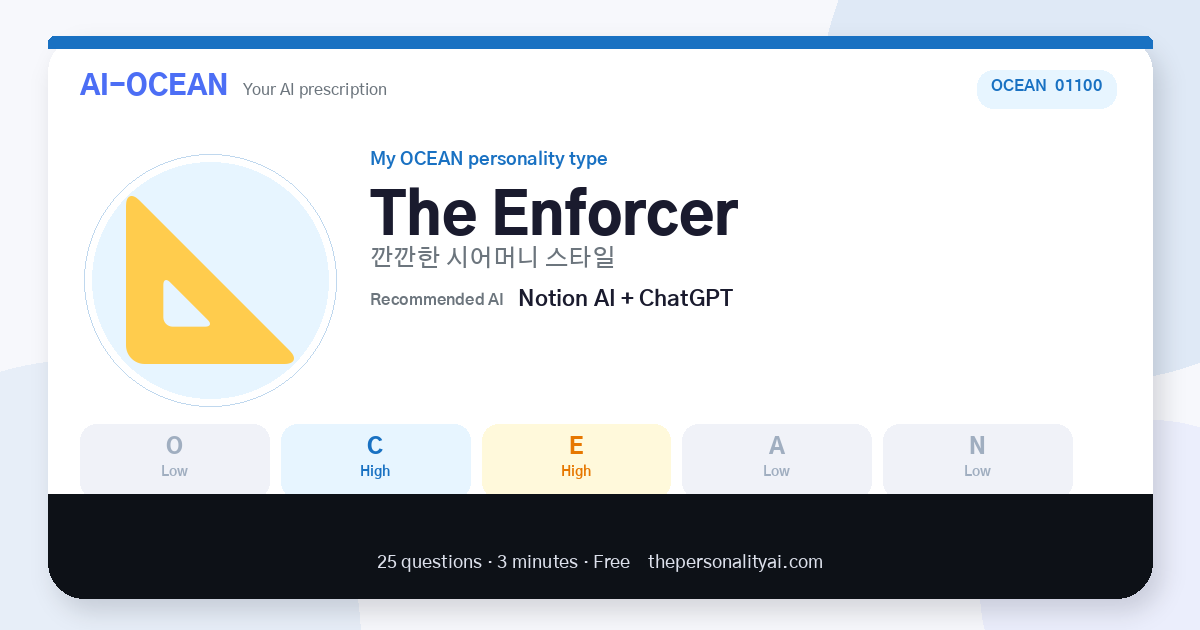 AI-OCEAN Your AI prescription
OCEAN 01100
My OCEAN personality type
The Enforcer
깐깐한 시어머니 스타일
Recommended AI Notion AI + ChatGPT
O C E A N
Low High High Low Low
25 questions · 3 minutes · Free thepersonalityai.com